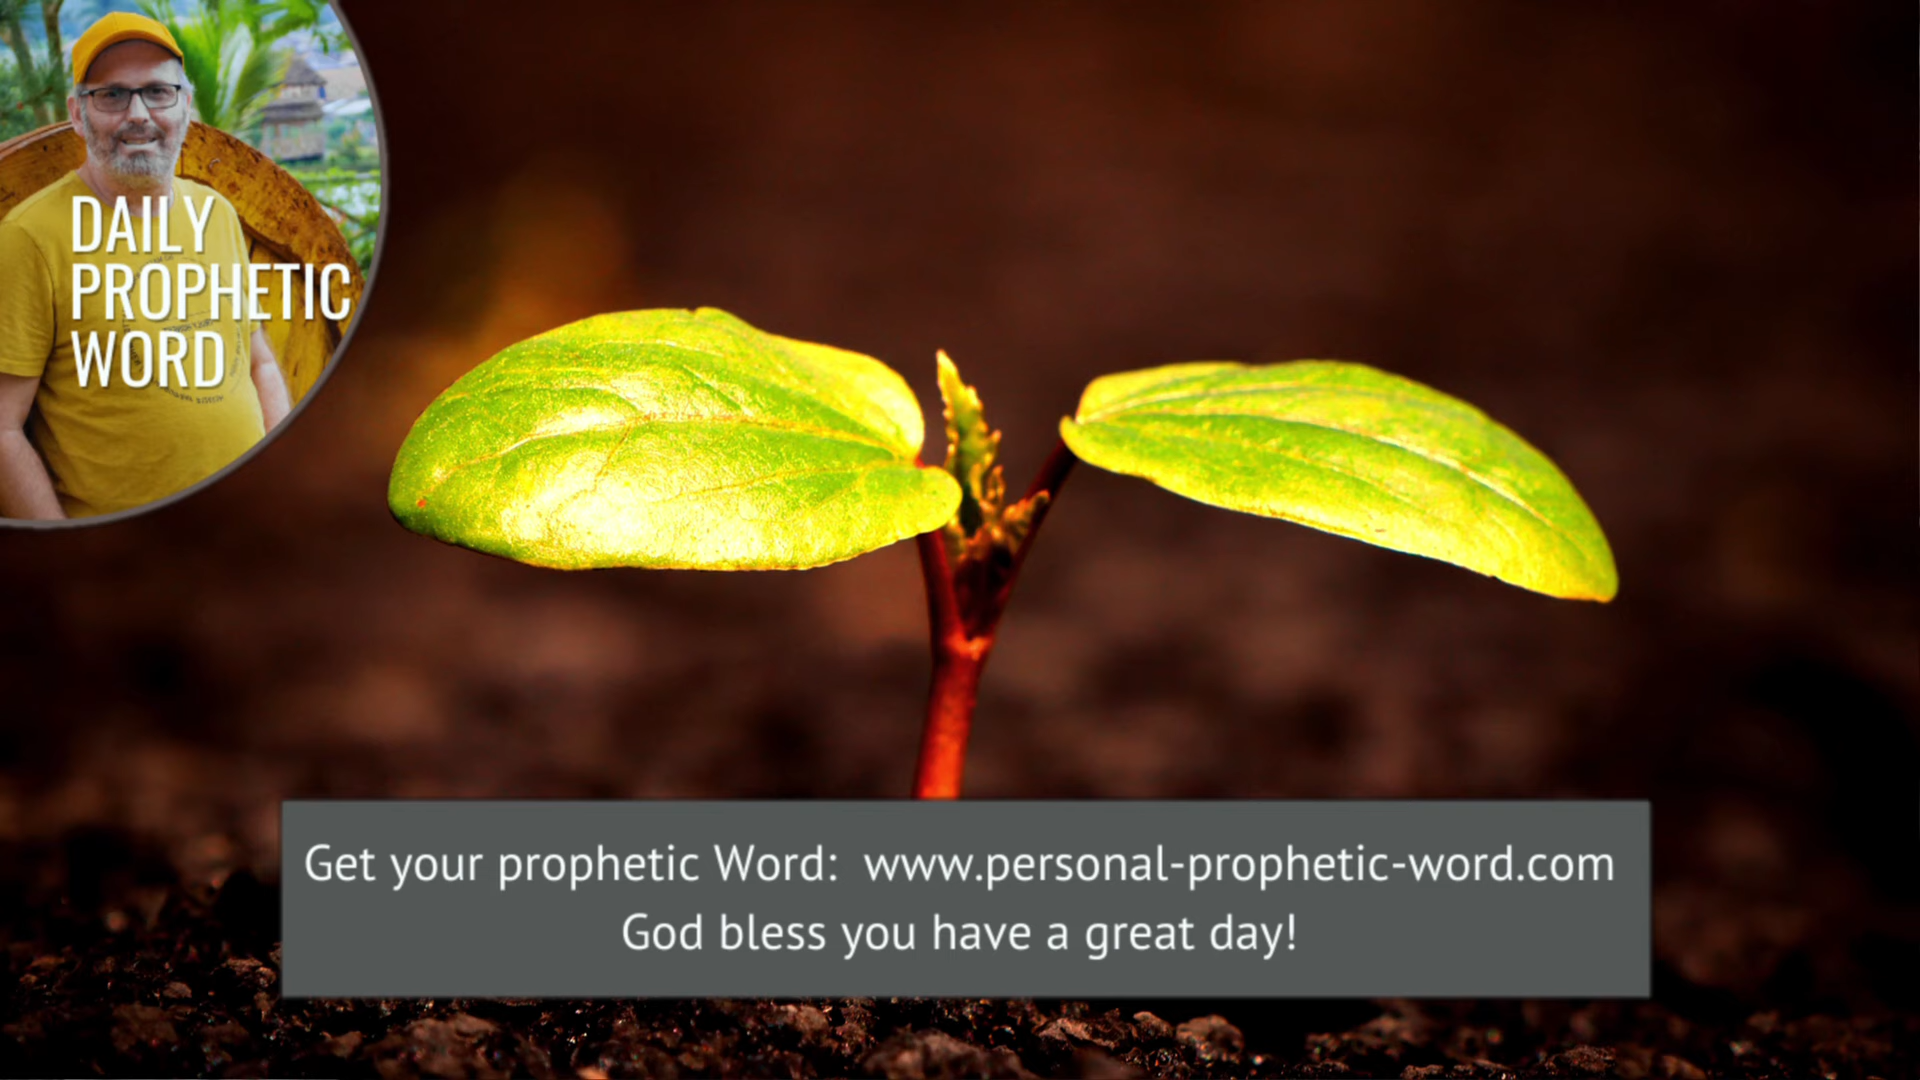 DAILY
PROPHETIC
WORD
Get your prophetic Word: www.personal-prophetic-word.com
God bless you have a great day!